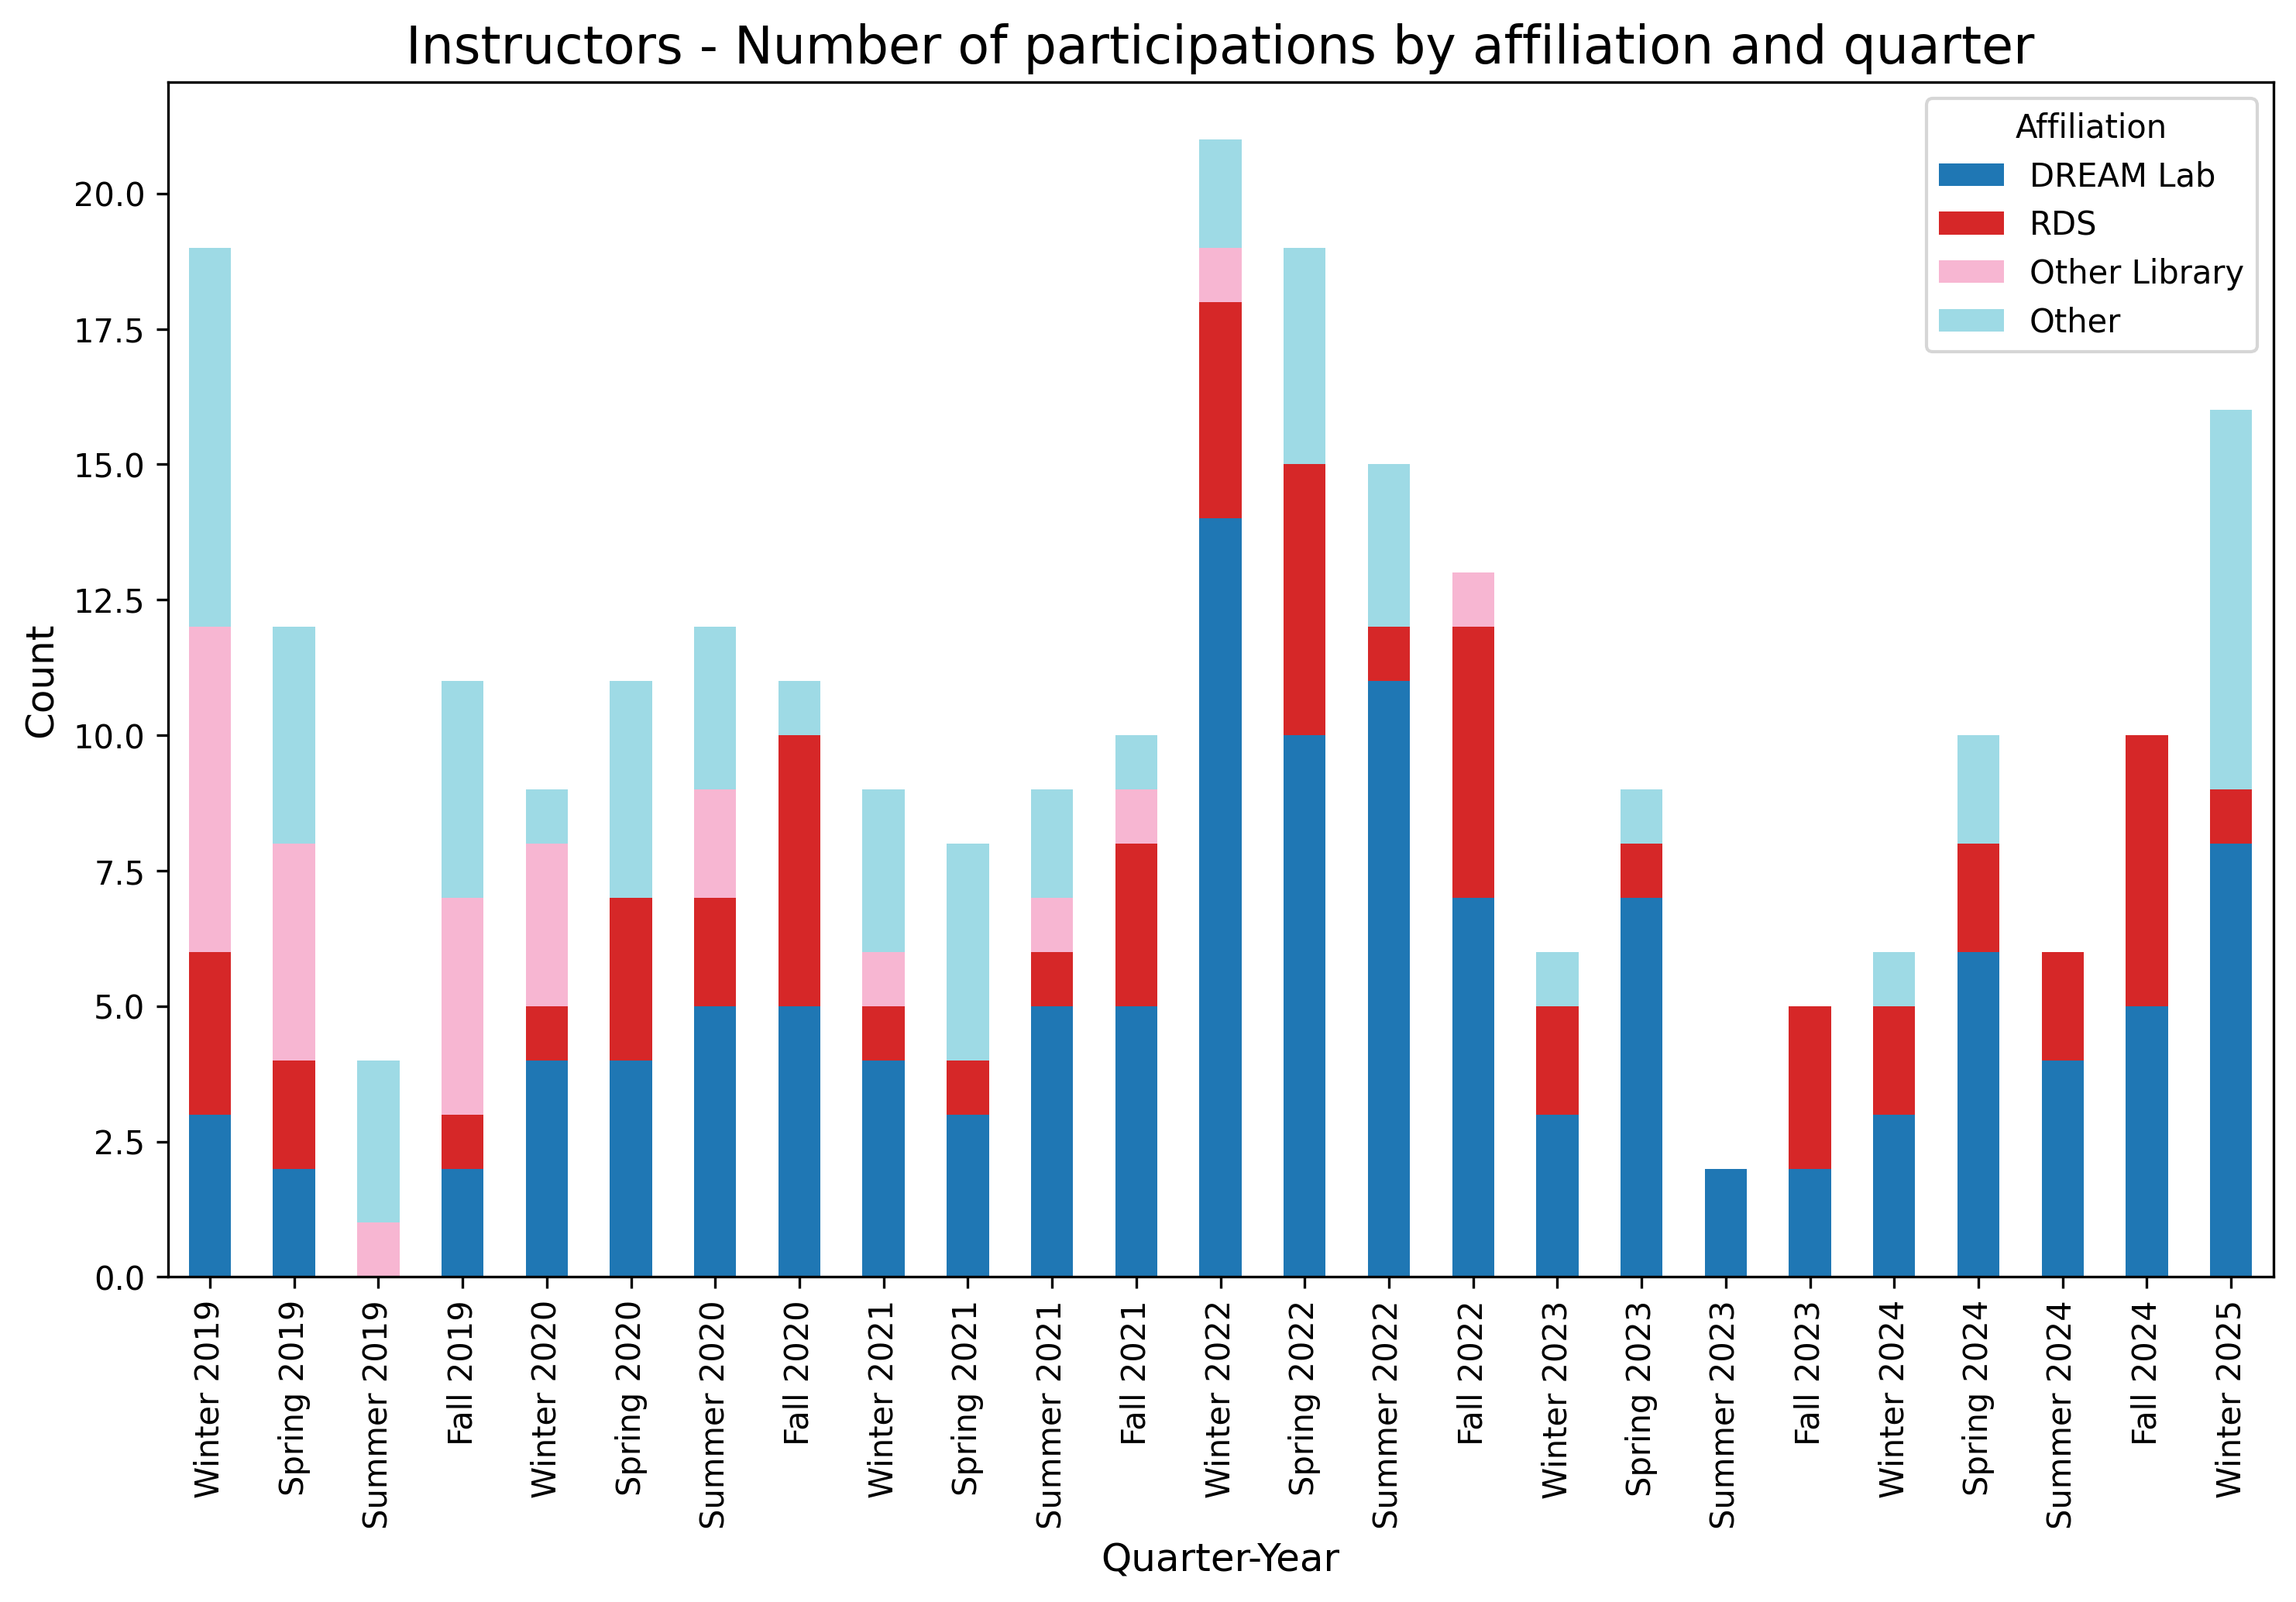 Instructors - Number of participations by affiliation and quarter
Affiliation
DREAM Lab
RDS
Other Library
Other
Count
20.0
17.5
15.0
12.5
10.0
7.5
5.0
2.5
0.0
Winter 2019
Spring 2019
Summer 2019
Fall 2019
Winter 2020
Spring 2020
Summer 2020
Fall 2020
Winter 2021
Spring 2021
Summer 2021
Fall 2021
Winter 2022
Spring 2022
Summer 2022
Fall 2022
Winter 2023
Spring 2023
Summer 2023
Fall 2023
Winter 2024
Spring 2024
Summer 2024
Fall 2024
Winter 2025
Quarter-Year